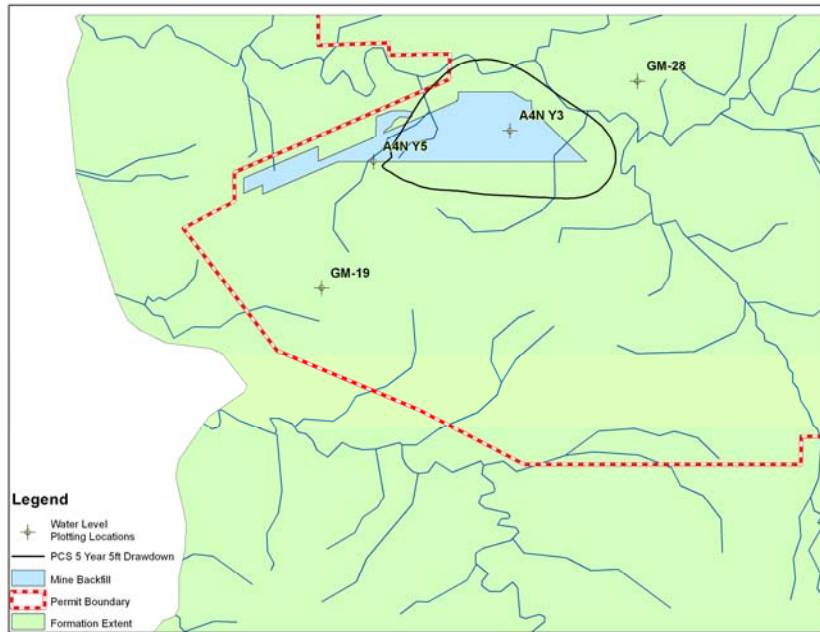 GM-28
A4N Y3
A4N Y5
GM-19
Legend
Water Level
Plotting Locations
PCS 5 Year 5ft Drawdown
Mine Backfill
Permit Boundary
Formation Extent